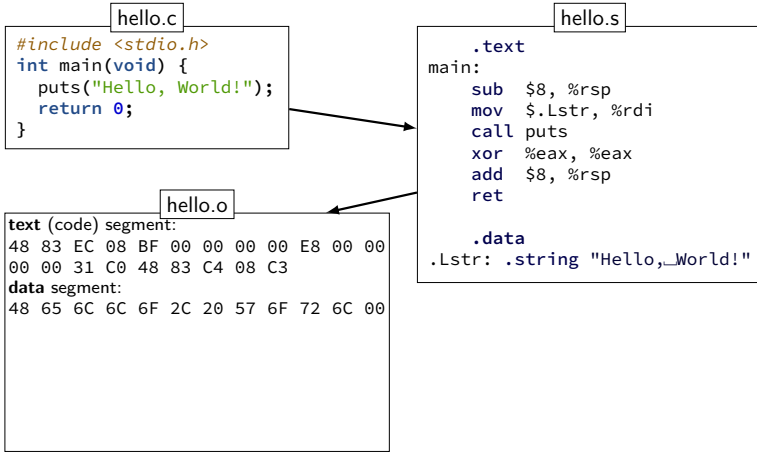 hello.c
#include <stdio.h>
int main(void) {
  puts("Hello, World!");
  return 0;
}
hello.s
    .text
main:
    sub  $8, %rsp
    mov  $.Lstr, %rdi
    call puts
    xor  %eax, %eax
    add  $8, %rsp
    ret

    .data
.Lstr: .string "Hello,␣World!"
hello.o
text (code) segment:
48 83 EC 08 BF 00 00 00 00 E8 00 00
00 00 31 C0 48 83 C4 08 C3
data segment:
48 65 6C 6C 6F 2C 20 57 6F 72 6C 00